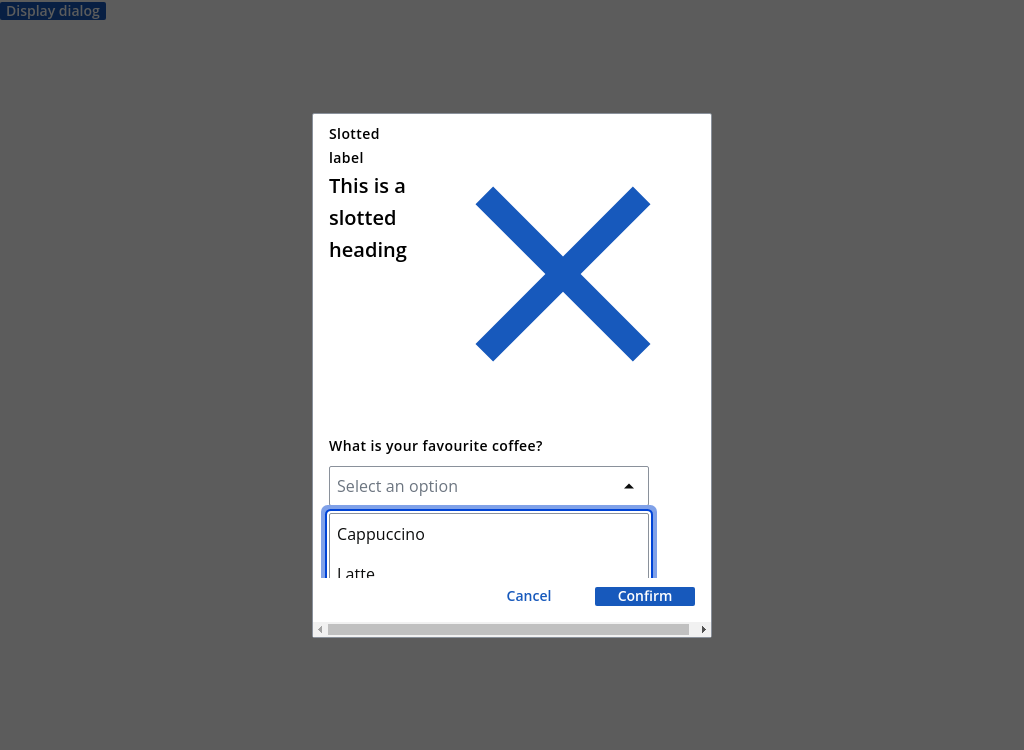 Display dialog
Slotted
label
This is a
slotted
heading
What is your favourite coffee?
Select an option
Cappuccino
Latte
Cancel
Confirm